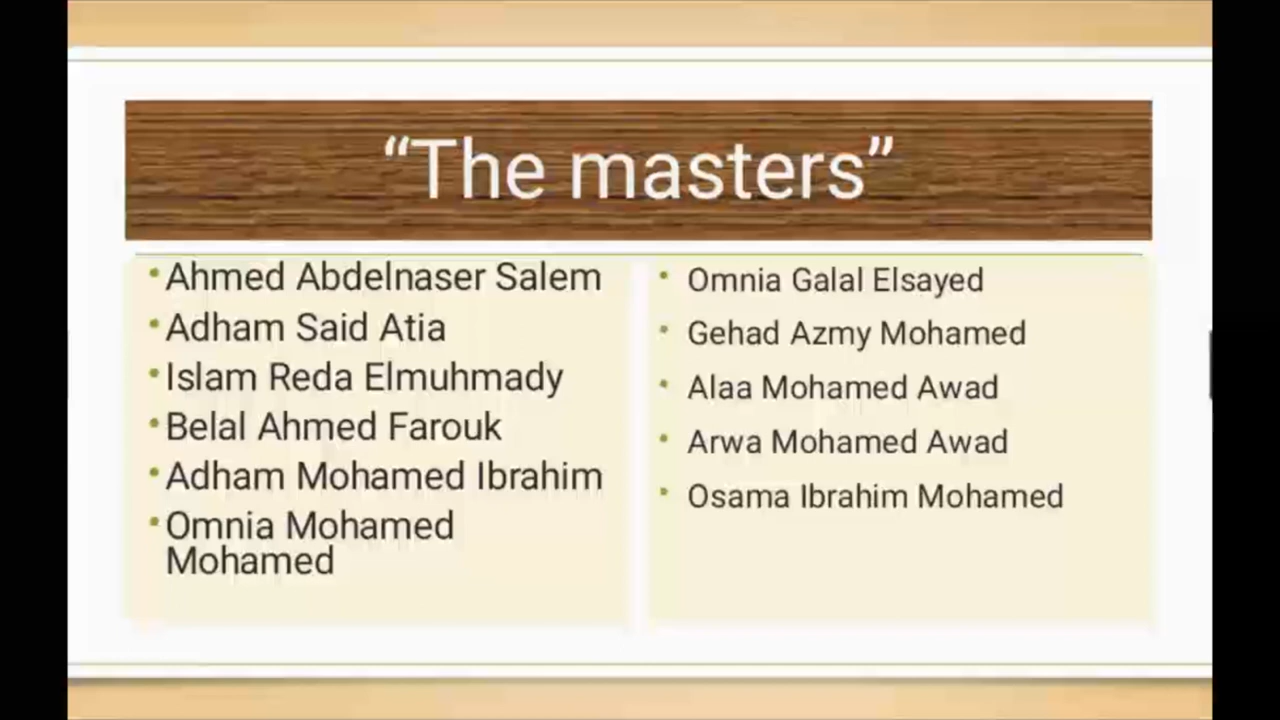 “The masters”
•Ahmed Abdelnaser Salem
•Adham Said Atia
•Islam Reda Elmuhmady
•Belal Ahmed Farouk
•Adham Mohamed Ibrahim
•Omnia Mohamed
Mohamed
• Omnia Galal Elsayed
• Gehad Azmy Mohamed
• Alaa Mohamed Awad
• Arwa Mohamed Awad
• Osama Ibrahim Mohamed